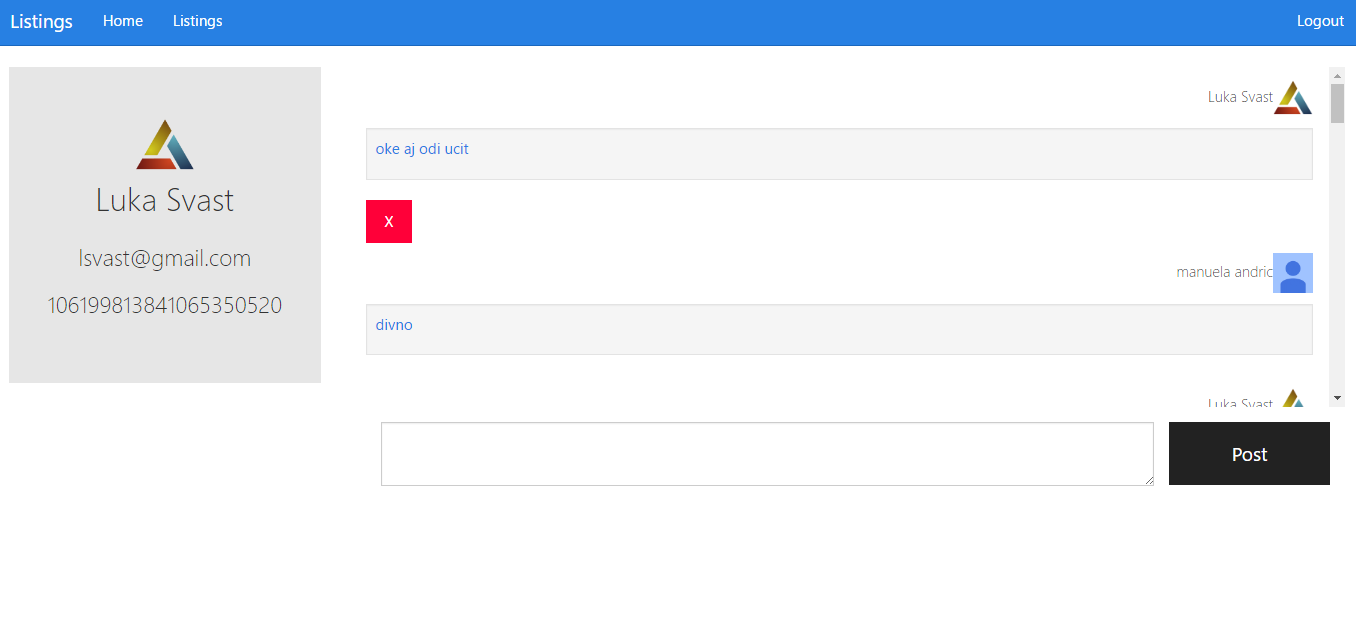 Listings Home Listings Logout
Luka Svast
lsvast@gmail.com
106199813841065350520
Luka Svast
oke aj odi ucit
X
manuela andric
divno
Luka Svast
Post